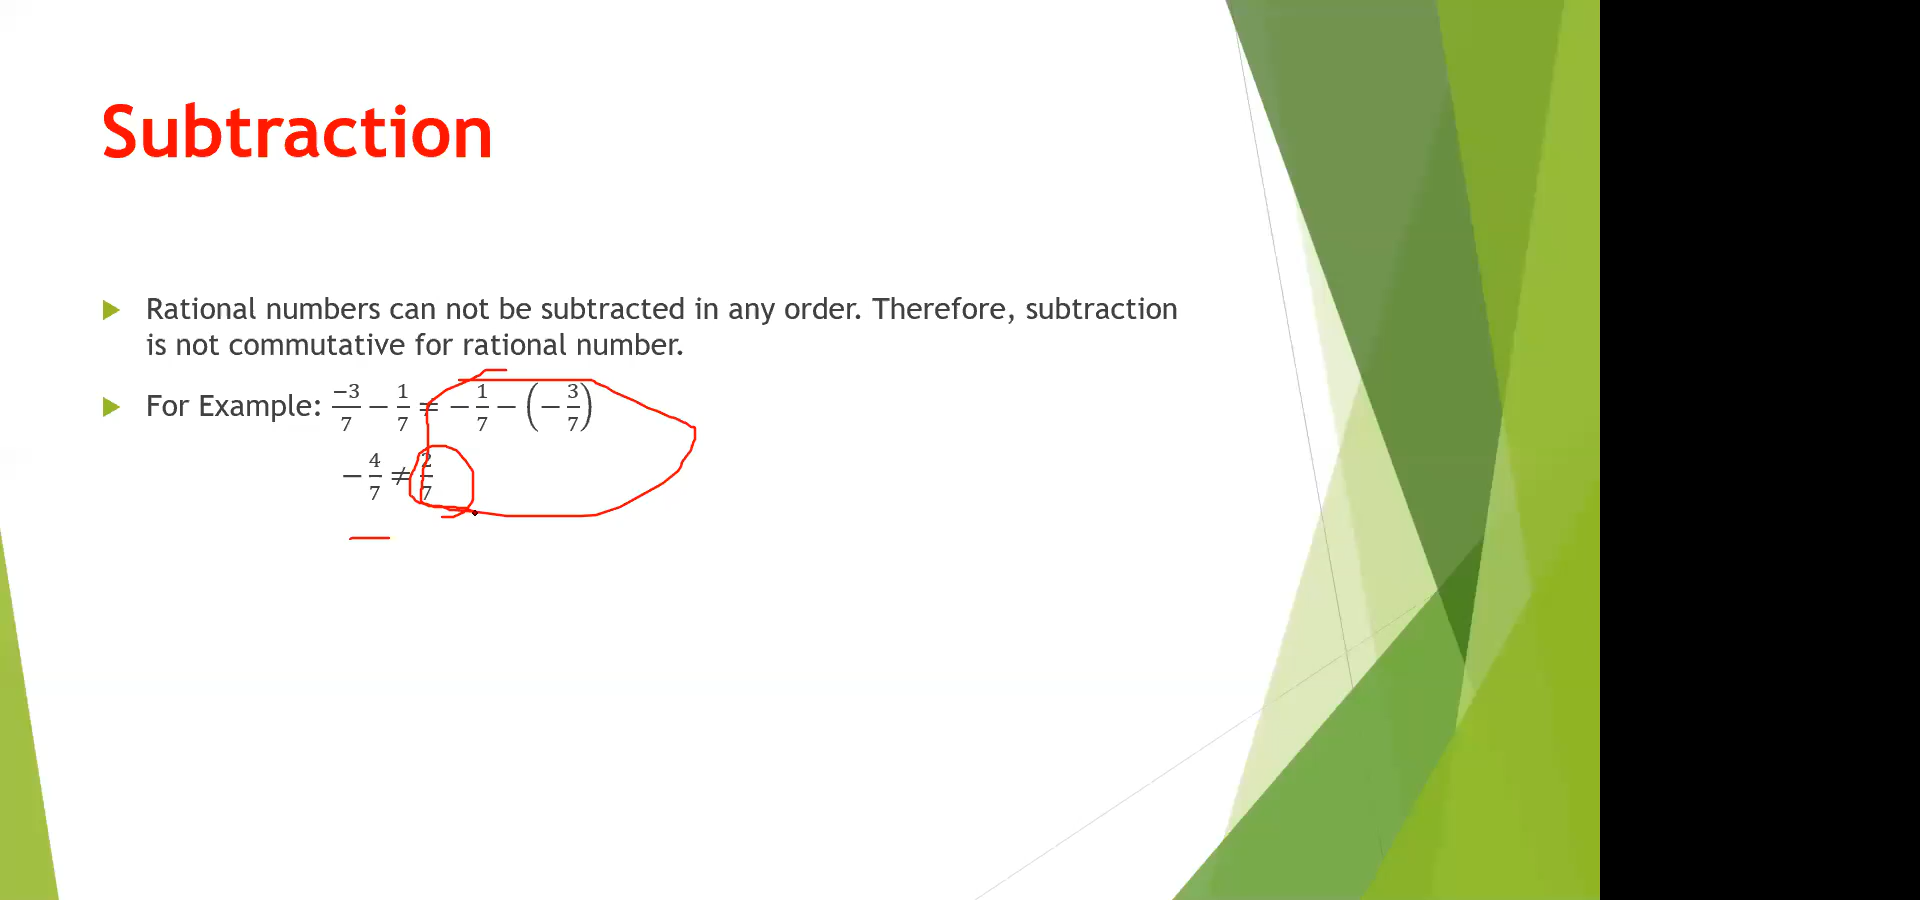 Subtraction
Rational numbers can not be subtracted in any order. Therefore, subtraction
is not commutative for rational number.
For Example: −3/7 − 1/7 = −1/7 − (−3/7)
−4/7 ≠ 2/7